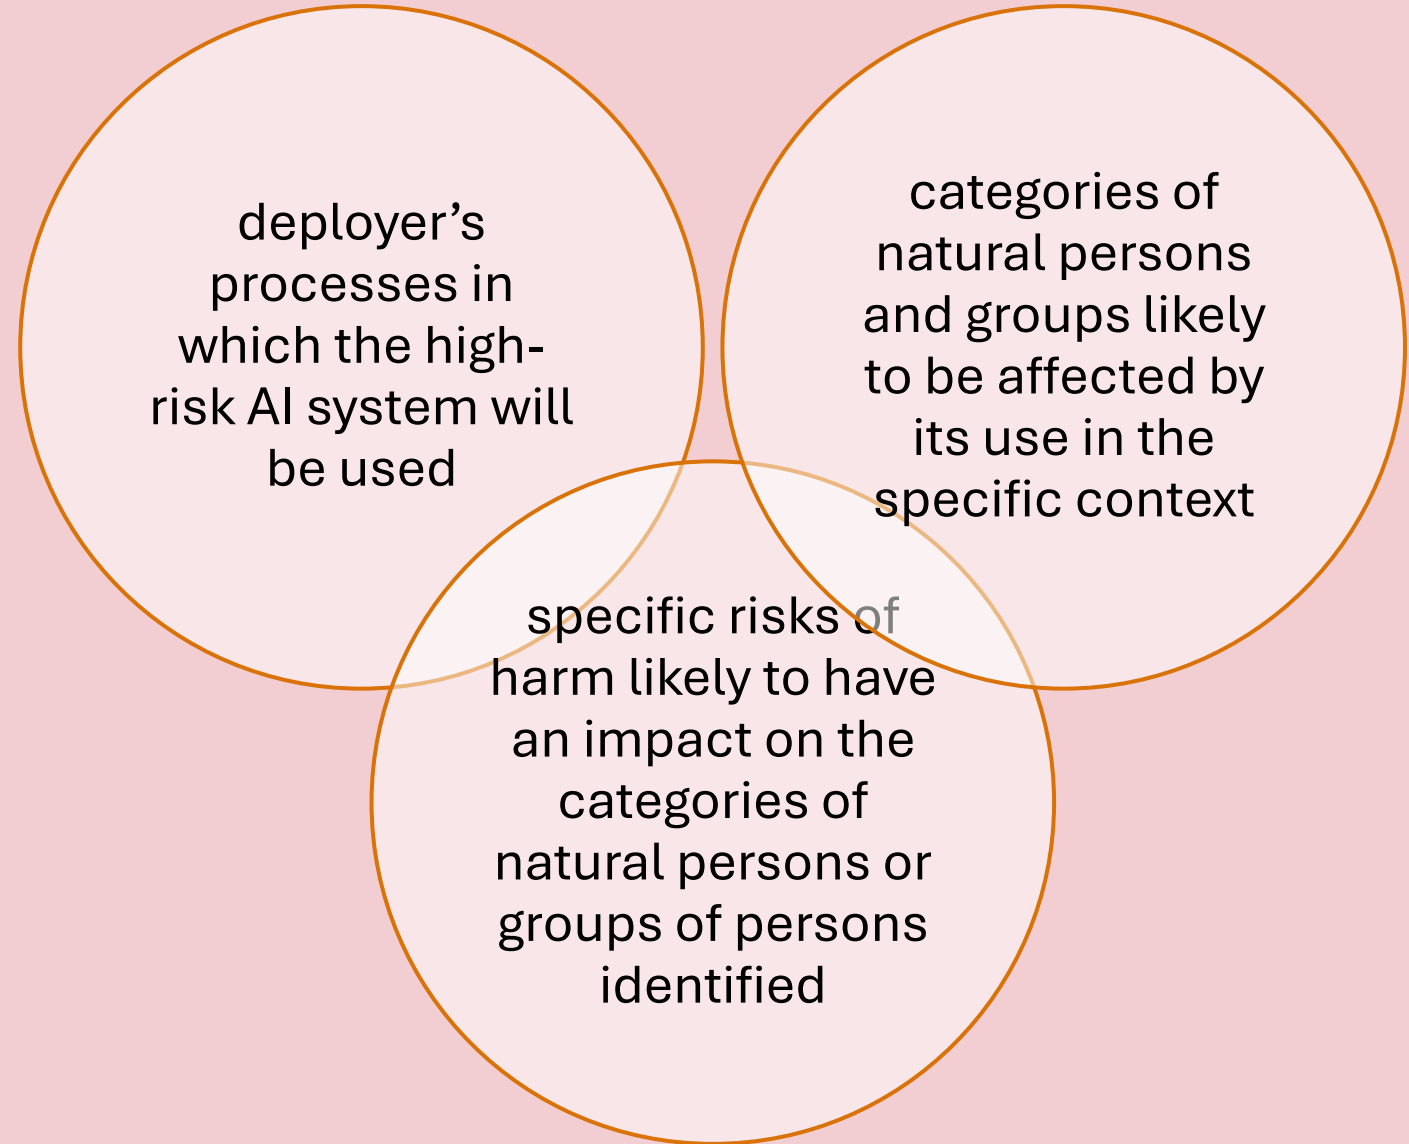 deployer’s
processes in
which the high-
risk AI system will
be used
categories of
natural persons
and groups likely
to be affected by
its use in the
specific context
specific risks of
harm likely to have
an impact on the
categories of
natural persons or
groups of persons
identified